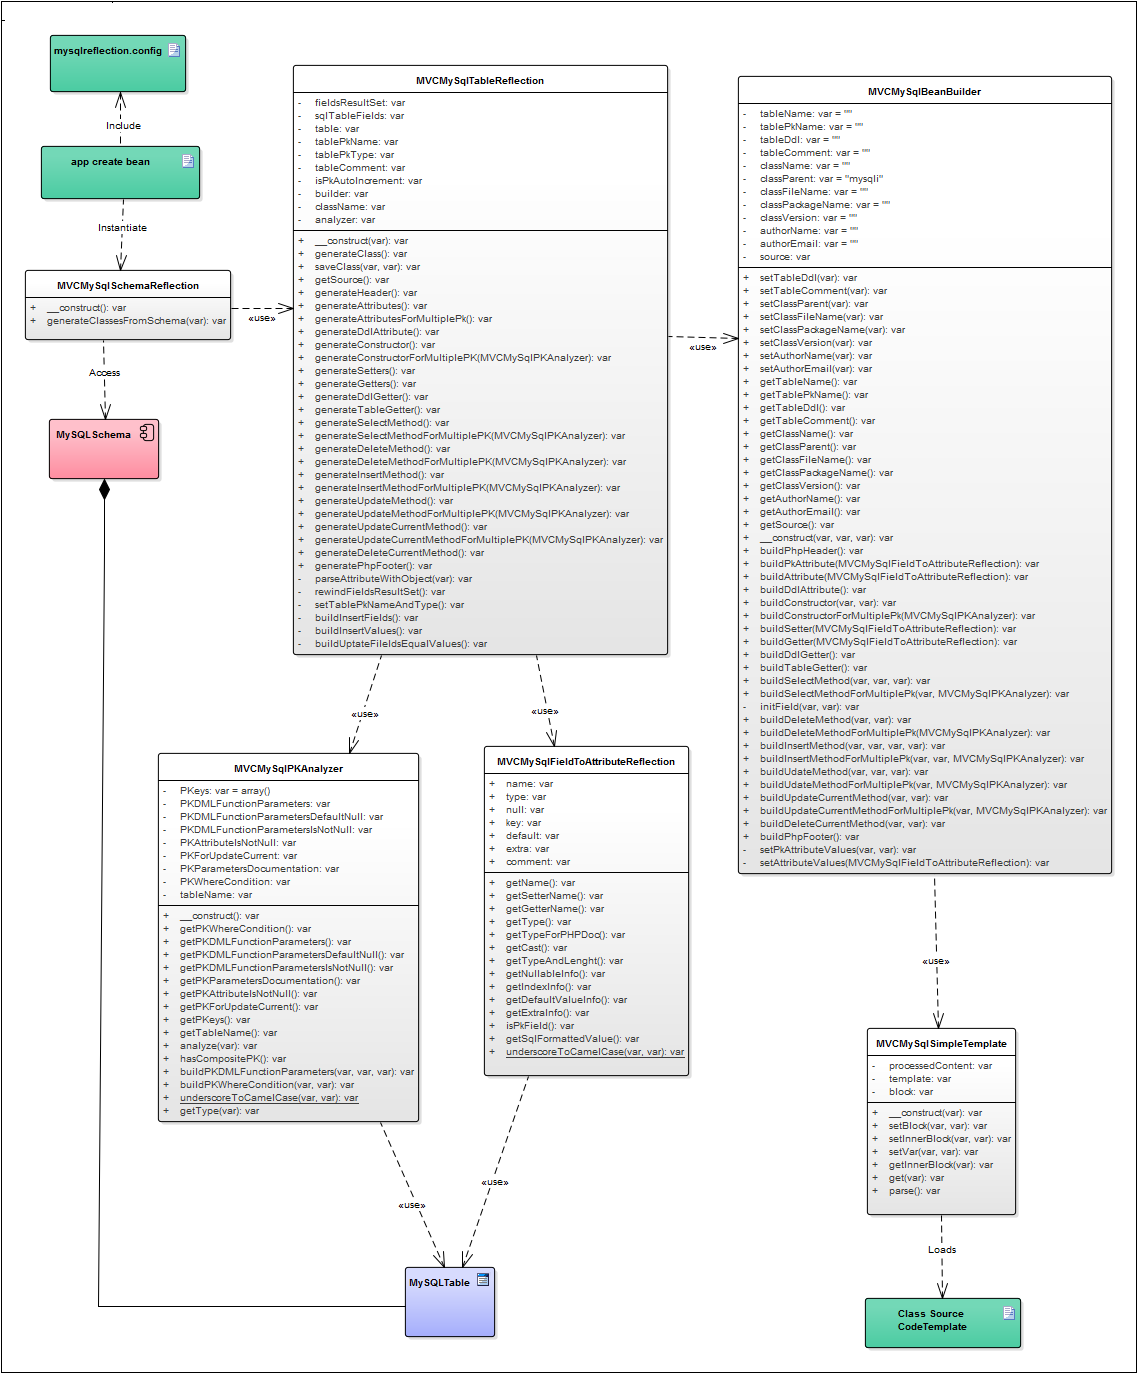 mysqlreflection.config
Include
app create bean
Instantiate
MVCMySqlSchemaReflection
+ __construct(): var
+ generateClassesFromSchema(var): var
«use»
Access
MySQLSchema
MVCMySqlTableReflection
- fieldsResultSet: var
- sqlTableFields: var
- table: var
- tablePkName: var
- tablePkType: var
- tableComment: var
- isPkAutoIncrement: var
- builder: var
- className: var
- analyzer: var
+ __construct(var): var
+ generateClass(): var
+ saveClass(var, var): var
+ getSource(): var
+ generateHeader(): var
+ generateAttributes(): var
+ generateAttributesForMultiplePk(): var
+ generateDdlAttribute(): var
+ generateConstructor(): var
+ generateConstructorForMultiplePK(MVCMySqlPKAnalyzer): var
+ generateSetters(): var
+ generateGetters(): var
+ generateDdlGetter(): var
+ generateTableGetter(): var
+ generateSelectMethod(): var
+ generateSelectMethodForMultiplePK(MVCMySqlPKAnalyzer): var
+ generateDeleteMethod(): var
+ generateDeleteMethodForMultiplePK(MVCMySqlPKAnalyzer): var
+ generateInsertMethod(): var
+ generateInsertMethodForMultiplePK(MVCMySqlPKAnalyzer): var
+ generateUpdateMethod(): var
+ generateUpdateMethodForMultiplePK(MVCMySqlPKAnalyzer): var
+ generateUpdateCurrentMethod(): var
+ generateUpdateCurrentMethodForMultiplePK(MVCMySqlPKAnalyzer): var
+ generateDeleteCurrentMethod(): var
+ generatePhpFooter(): var
- parseAttributeWithObject(var): var
- rewindFieldsResultSet(): var
- setTablePkNameAndType(): var
- buildInsertFields(): var
- buildInsertValues(): var
- buildUptateFileldsEqualValues(): var
«use»
MVCMySqlBeanBuilder
- tableName: var = ""
- tablePkName: var = ""
- tableDdl: var = ""
- tableComment: var = ""
- className: var = ""
- classParent: var = "mysqli"
- classFileName: var = ""
- classPackageName: var = ""
- classVersion: var = ""
- authorName: var = ""
- authorEmail: var = ""
- source: var
+ setTableDdl(var): var
+ setTableComment(var): var
+ setClassParent(var): var
+ setClassFileName(var): var
+ setClassPackageName(var): var
+ setClassVersion(var): var
+ setAuthorName(var): var
+ setAuthorEmail(var): var
+ getTableName(): var
+ getTablePkName(): var
+ getTableDdl(): var
+ getTableComment(): var
+ getClassName(): var
+ getClassParent(): var
+ getClassFileName(): var
+ getClassPackageName(): var
+ getClassVersion(): var
+ getAuthorName(): var
+ getAuthorEmail(): var
+ getSource(): var
+ __construct(var, var, var): var
+ buildPhpHeader(): var
+ buildPkAttribute(MVCMySqlFieldToAttributeReflection): var
+ buildAttribute(MVCMySqlFieldToAttributeReflection): var
+ buildDdlAttribute(): var
+ buildConstructor(var, var): var
+ buildConstructorForMultiplePk(MVCMySqlPKAnalyzer): var
+ buildSetter(MVCMySqlFieldToAttributeReflection): var
+ buildGetter(MVCMySqlFieldToAttributeReflection): var
+ buildDdlGetter(): var
+ buildTableGetter(): var
+ buildSelectMethod(var, var, var): var
+ buildSelectMethodForMultiplePk(var, MVCMySqlPKAnalyzer): var
- initField(var, var): var
+ buildDeleteMethod(var, var): var
+ buildDeleteMethodForMultiplePk(MVCMySqlPKAnalyzer): var
+ buildInsertMethod(var, var, var, var): var
+ buildInsertMethodForMultiplePk(var, var, MVCMySqlPKAnalyzer): var
+ buildUdateMethod(var, var, var): var
+ buildUdateMethodForMultiplePk(var, MVCMySqlPKAnalyzer): var
+ buildUpdateCurrentMethod(var, var): var
+ buildUpdateCurrentMethodForMultiplePk(var, MVCMySqlPKAnalyzer): var
+ buildDeleteCurrentMethod(var, var): var
+ buildPhpFooter(): var
- setPkAttributeValues(var, var): var
- setAttributeValues(MVCMySqlFieldToAttributeReflection): var
«use»
«use»
MVCMySqlPKAnalyzer
- PKeys: var = array()
- PKDMLFunctionParameters: var
- PKDMLFunctionParametersDefaultNull: var
- PKDMLFunctionParametersIsNotNull: var
- PKAttributeIsNotNull: var
- PKForUpdateCurrent: var
- PKParametersDocumentation: var
- PKWhereCondition: var
- tableName: var
+ __construct(): var
+ getPKWhereCondition(): var
+ getPKDMLFunctionParameters(): var
+ getPKDMLFunctionParametersDefaultNull(): var
+ getPKDMLFunctionParametersIsNotNull(): var
+ getPKParametersDocumentation(): var
+ getPKAttributeIsNotNull(): var
+ getPKForUpdateCurrent(): var
+ getPKeys(): var
+ getTableName(): var
+ analyze(var): var
+ hasCompositePK(): var
+ buildPKDMLFunctionParameters(var, var, var): var
+ buildPKWhereCondition(var, var): var
+ underscoreToCamelCase(var, var): var
+ getType(var): var
MVCMySqlFieldToAttributeReflection
+ name: var
+ type: var
+ null: var
+ key: var
+ default: var
+ extra: var
+ comment: var
+ getName(): var
+ getSetterName(): var
+ getGetterName(): var
+ getType(): var
+ getTypeForPHPDoc(): var
+ getCast(): var
+ getTypeAndLenght(): var
+ getNullableInfo(): var
+ getIndexInfo(): var
+ getDefaultValueInfo(): var
+ getExtraInfo(): var
+ isPkField(): var
+ getSqlFormattedValue(): var
+ underscoreToCamelCase(var, var): var
«use»
MVCMySqlSimpleTemplate
- processedContent: var
- template: var
- block: var
+ __construct(var): var
+ setBlock(var, var): var
+ setInnerBlock(var, var): var
+ setVar(var, var): var
+ getInnerBlock(var): var
+ get(var): var
+ parse(): var
«use»
«use»
Loads
MySQLTable
Class Source
CodeTemplate